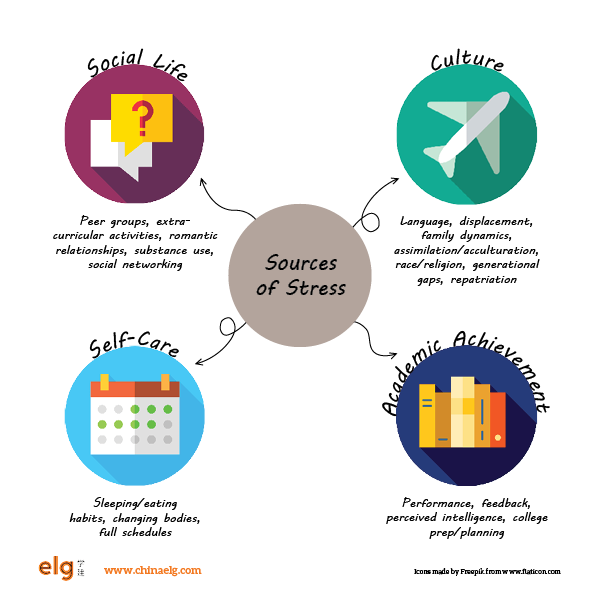 Social Life
?
Peer groups, extra-
curricular activities, romantic
relationships, substance use,
social networking
Culture
Language, displacement,
family dynamics,
assimilation/acculturation,
race/religion, generational
gaps, repatriation
Sources
of Stress
Self-Care
Sleeping/eating
habits, changing bodies,
full schedules
Academic Achievement
Performance, feedback,
perceived intelligence, college
prep/planning
elg
www.chinaelg.com
Icons made by Freepik from www.flaticon.com